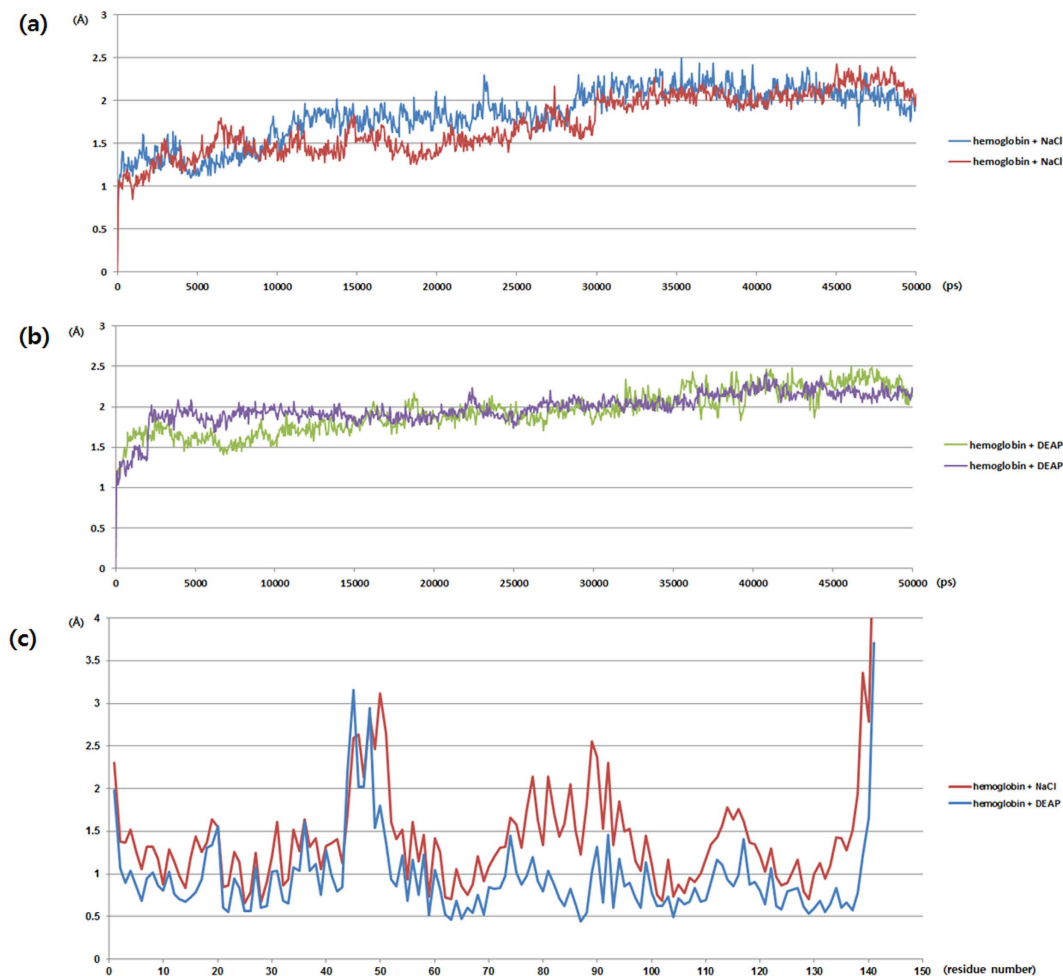 (a)
(Å)
3
2.5
2
1.5
1
0.5
0
0 5000 10000 15000 20000 25000 30000 35000 40000 45000 50000 (ps)
hemoglobin + NaCl
hemoglobin + NaCl
(b)
(Å)
3
2.5
2
1.5
1
0.5
0
0 5000 10000 15000 20000 25000 30000 35000 40000 45000 50000 (ps)
hemoglobin + DEAP
hemoglobin + DEAP
(c)
(Å)
4
3.5
3
2.5
2
1.5
1
0.5
0
0 10 20 30 40 50 60 70 80 90 100 110 120 130 140 150
(residue number)
hemoglobin + NaCl
hemoglobin + DEAP